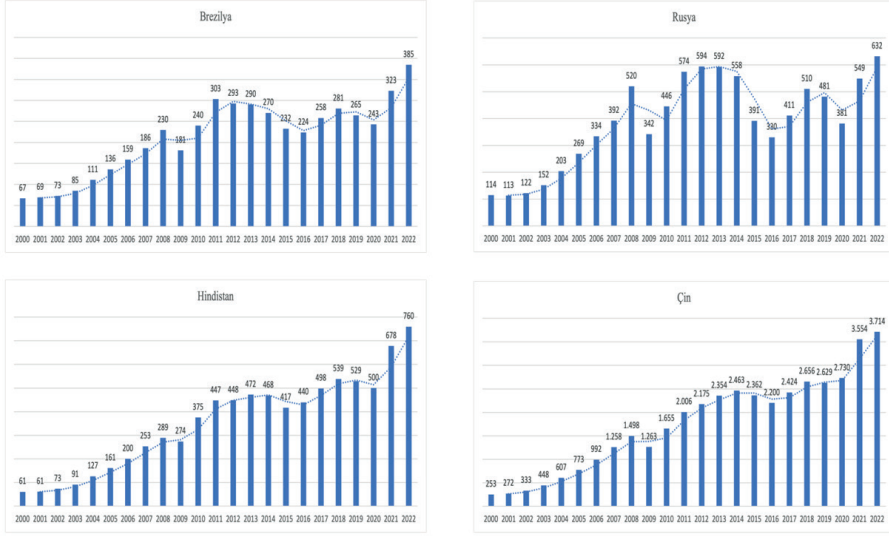 Brezilya
67 69 73 85 111 136 159 186 230 181 240 303 293 290 270 232 224 258 281 265 243 323 385
2000 2001 2002 2003 2004 2005 2006 2007 2008 2009 2010 2011 2012 2013 2014 2015 2016 2017 2018 2019 2020 2021 2022
Rusya
114 113 122 152 203 269 334 392 520 342 446 574 594 592 558 391 330 411 510 481 381 549 632
2000 2001 2002 2003 2004 2005 2006 2007 2008 2009 2010 2011 2012 2013 2014 2015 2016 2017 2018 2019 2020 2021 2022
Hindistan
61 61 73 91 127 161 200 253 289 274 375 447 448 472 468 417 440 498 539 529 500 678 760
2000 2001 2002 2003 2004 2005 2006 2007 2008 2009 2010 2011 2012 2013 2014 2015 2016 2017 2018 2019 2020 2021 2022
Çin
253 272 333 448 607 773 992 1.258 1.498 1.263 1.655 2.006 2.175 2.354 2.463 2.362 2.200 2.424 2.656 2.629 2.730 3.554 3.714
2000 2001 2002 2003 2004 2005 2006 2007 2008 2009 2010 2011 2012 2013 2014 2015 2016 2017 2018 2019 2020 2021 2022